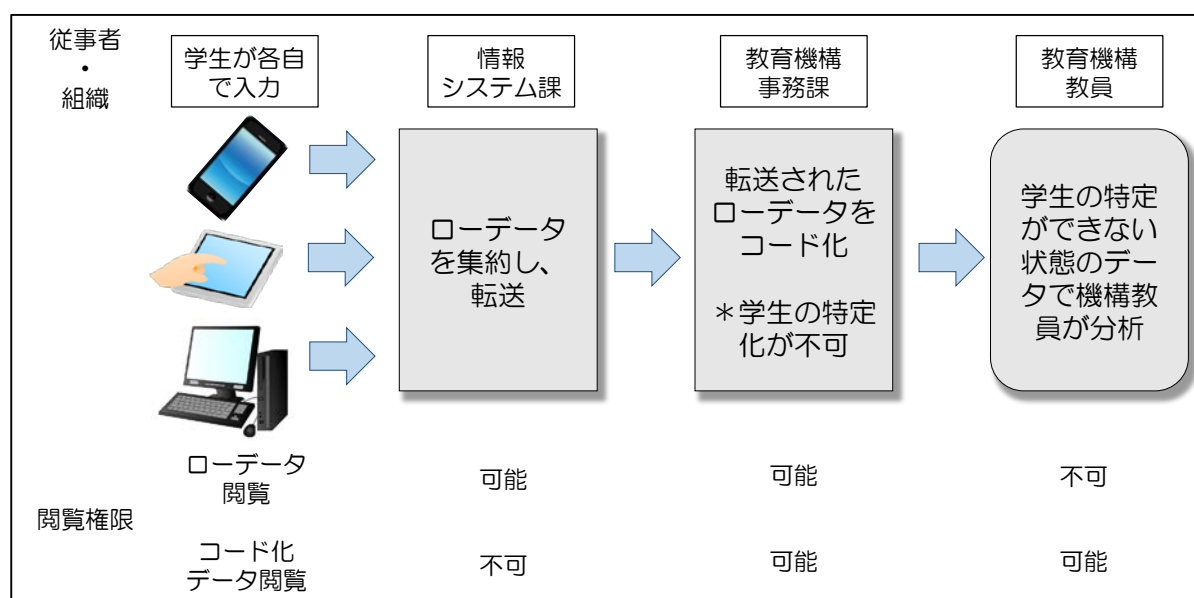 従事者
・
組織
学生が各自
で入力
情報
システム課
教育機構
事務課
教育機構
教員
ローデータ
を集約し、
転送
転送された
ローデータを
コード化
＊学生の特定
化が不可
学生の特定
ができない
状態のデー
タで機構教
員が分析
閲覧権限
ローデータ
閲覧
可能
可能
不可
コード化
データ閲覧
不可
可能
可能